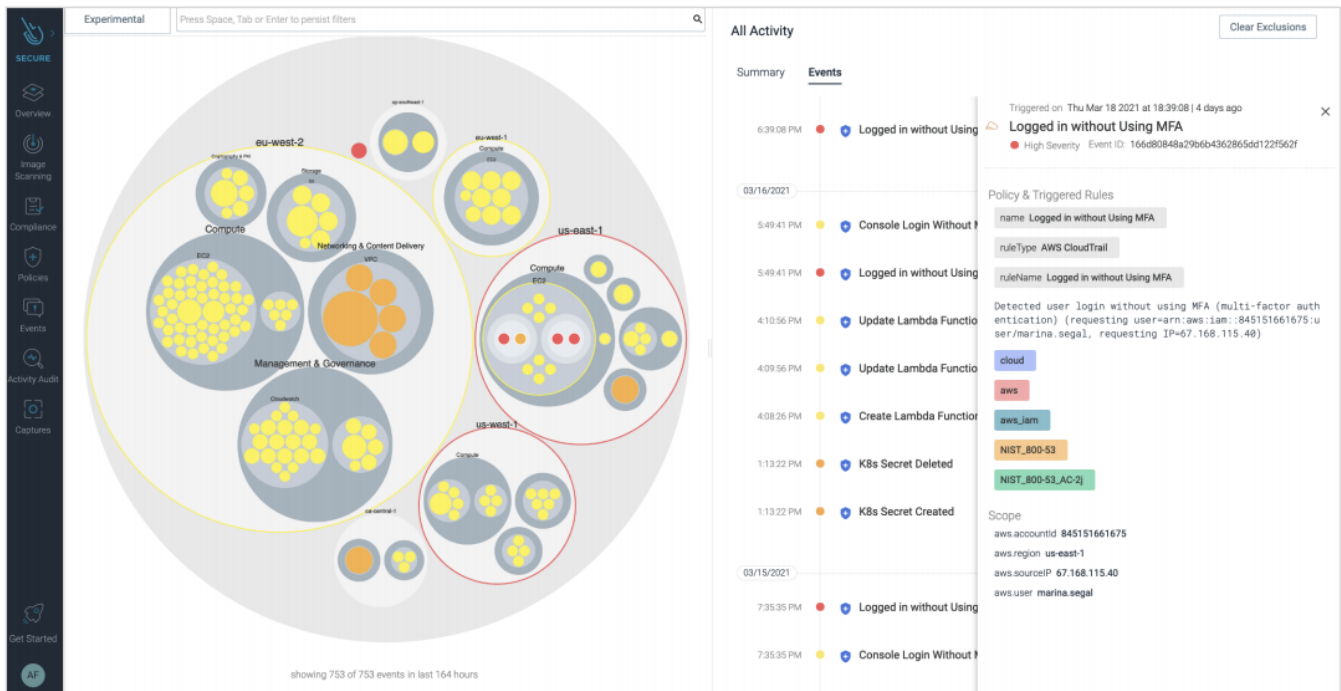 SECURE
Overview
Image
Scanning
Compliance
Policies
Events
Activity Audit
Captures
Get Started
AF
Experimental
Press Space, Tab or Enter to persist filters
ap-southeast-1
eu-west-2
eu-west-1
Cryptography & PKI
Compute
EC2
Storage
S3
us-east-1
Compute
Networking & Content Delivery
EC2
VPC
Compute
EC2
Management & Governance
Cloudwatch
us-west-1
Compute
ca-central-1
showing 753 of 753 events in last 164 hours
All Activity
Clear Exclusions
Summary
Events
6:39:08 PM Logged in without Using
03/16/2021
5:49:41 PM Console Login Without
5:49:41 PM Logged in without Using
4:10:56 PM Update Lambda Functio
4:09:56 PM Update Lambda Functio
4:08:26 PM Create Lambda Function
1:13:22 PM K8s Secret Deleted
1:13:22 PM K8s Secret Created
03/15/2021
7:35:35 PM Logged in without Using
7:35:35 PM Console Login Without
Triggered on Thu Mar 18 2021 at 18:39:08 | 4 days ago
Logged in without Using MFA
High Severity Event ID: 166d80848a29b6b4362865dd122f562f
Policy & Triggered Rules
name Logged in without Using MFA
ruleType AWS CloudTrail
ruleName Logged in without Using MFA
Detected user login without using MFA (multi-factor auth
entication) (requesting user=arn:aws:iam::845151661675:u
ser/marina.segal, requesting IP=67.168.115.40)
cloud
aws
aws_iam
NIST_800-53
NIST_800-53_AC-2j
Scope
aws.accountId 845151661675
aws.region us-east-1
aws.sourceIP 67.168.115.40
aws.user marina.segal